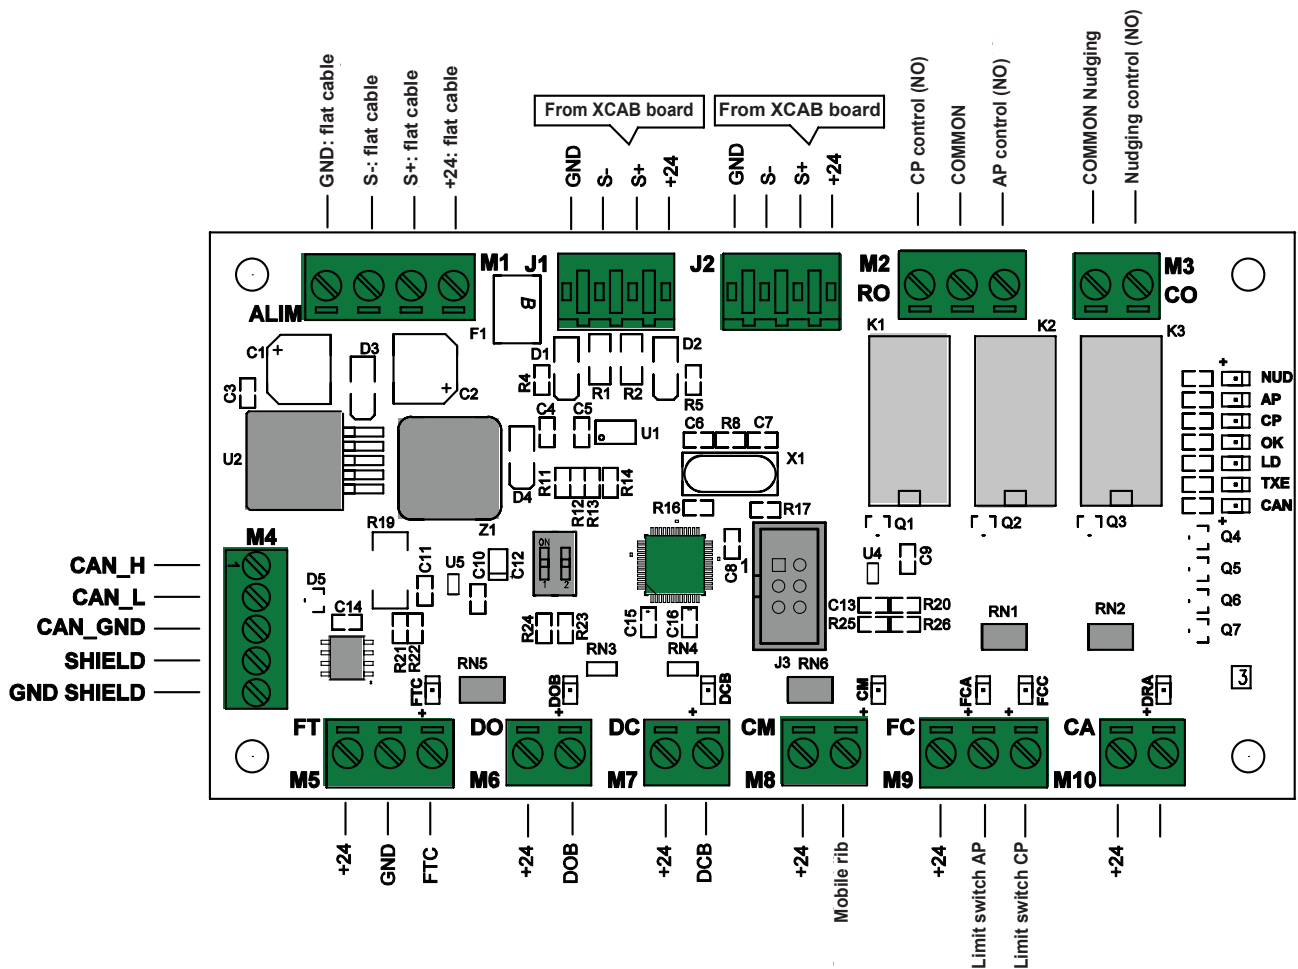 GND: flat cable
S-: flat cable
S+: flat cable
+24: flat cable
From XCAB board
From XCAB board
GND
S-
S+
+24
GND
S-
S+
+24
CP control (NO)
COMMON
AP control (NO)
COMMON Nudging
Nudging control (NO)
M1
J1
J2
M2
RO
M3
CO
ALIM
F1
B
K1
K2
K3
C1
+
D3
C2
+
C3
D1
R4
R1
R2
D2
R5
+
NUD
AP
CP
OK
LD
TXE
CAN
+
U2
C4
C5
U1
C6
R8
C7
X1
D4
R11
R12
R13
R14
Z1
R16
R17
Q1
Q2
Q3
Q4
Q5
Q6
Q7
M4
1
CAN_H
CAN_L
CAN_GND
SHIELD
GND SHIELD
R19
D5
C14
C11
U5
C10
C12
+
ON
1
2
C8
1
U4
C9
R21
R22
R24
R23
C15
C16
C13
R20
R25
R26
RN1
RN2
RN3
RN4
RN5
J3
RN6
3
FTC
+
DOB
+
DCB
+
CM
+
FCA
+
FCC
+
DRA
+
FT
M5
DO
M6
DC
M7
CM
M8
FC
M9
CA
M10
+24
GND
FTC
+24
DOB
+24
DCB
+24
Mobile rib
+24
Limit switch AP
Limit switch CP
+24